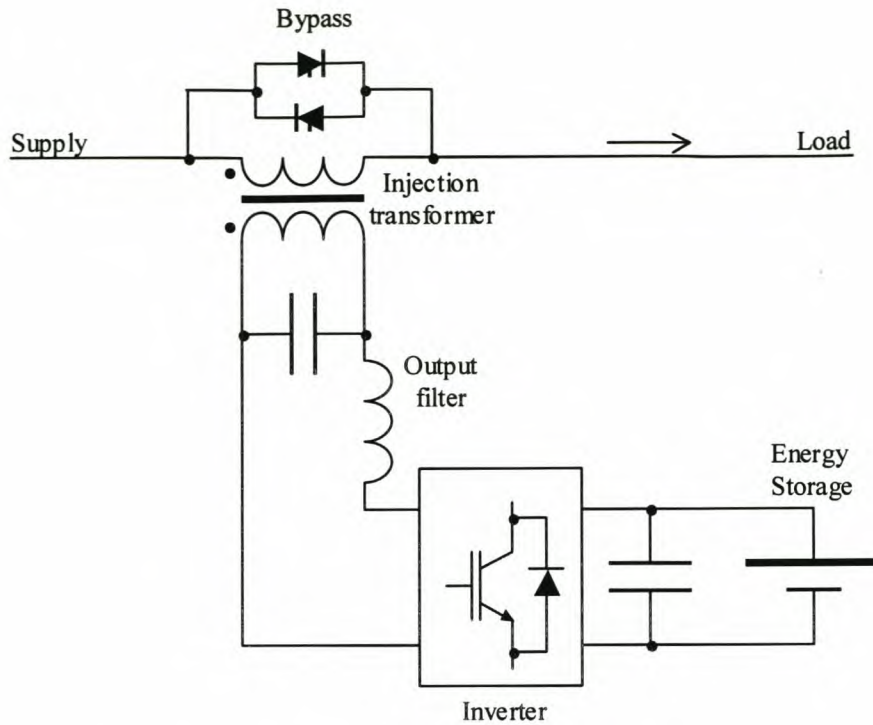 Bypass
Supply
Load
Injection
transformer
Output
filter
Energy
Storage
Inverter